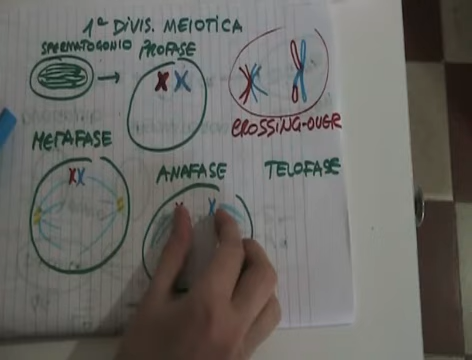 1ª DIVIS. MEIOTICA
SPERMATOGONIO
PROFASE
CROSSING-OVER
METAFASE
ANAFASE
TELOFASE